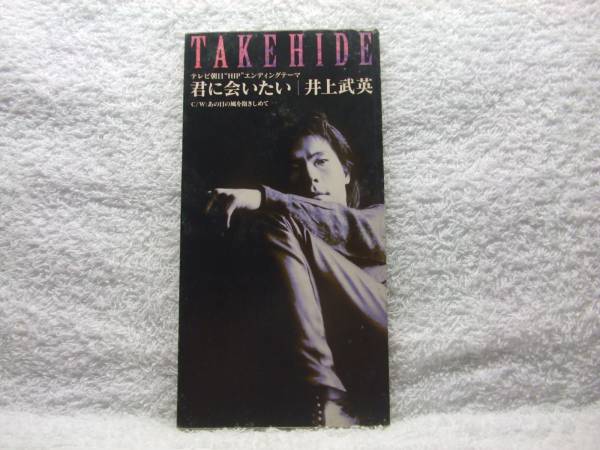 TAKEHIDE
テレビ朝日"HIP"エンディングテーマ
君に会いたい｜井上武英
C/W:あの日の風を抱きしめて